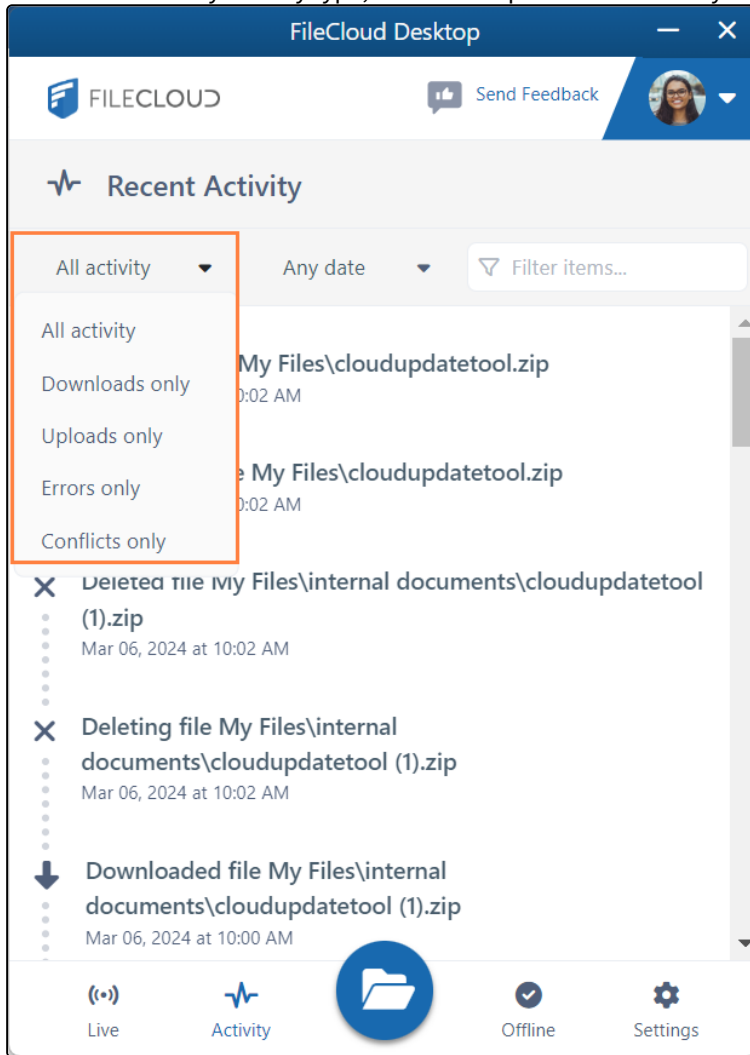 FileCloud Desktop
FILECLOUD
Send Feedback
Recent Activity
All activity
Any date
Filter items...
All activity
Downloads only
Uploads only
Errors only
Conflicts only
My Files\cloudupdatetool.zip
0:02 AM
My Files\cloudupdatetool.zip
0:02 AM
Deleted file My Files\internal documents\cloudupdatetool
(1).zip
Mar 06, 2024 at 10:02 AM
Deleting file My Files\internal
documents\cloudupdatetool (1).zip
Mar 06, 2024 at 10:02 AM
Downloaded file My Files\internal
documents\cloudupdatetool (1).zip
Mar 06, 2024 at 10:00 AM
Live
Activity
Offline
Settings